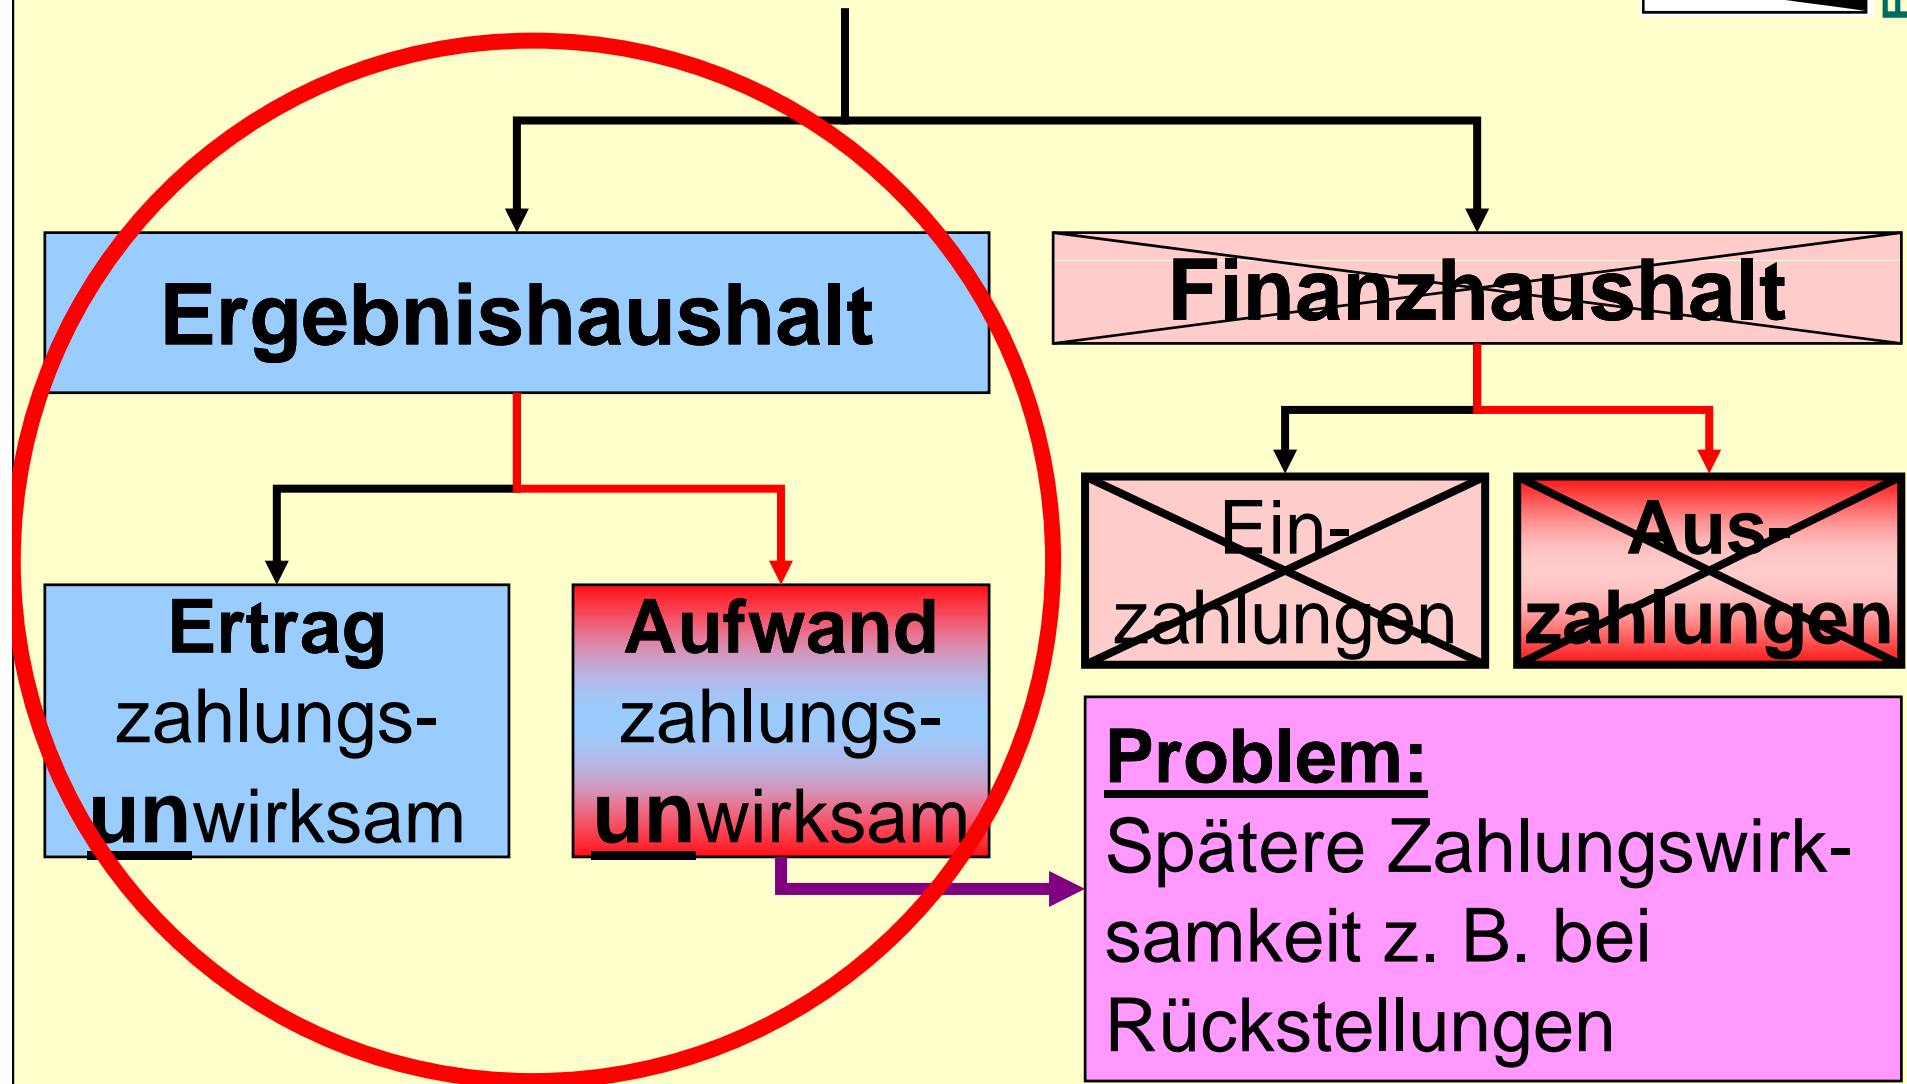 Ergebnishaushalt
Finanzhaushalt
Ein-
zahlungen
Aus-
zahlungen
Ertrag
zahlungs-
unwirksam
Aufwand
zahlungs-
unwirksam
Problem:
Spätere Zahlungswirk-
samkeit z. B. bei
Rückstellungen